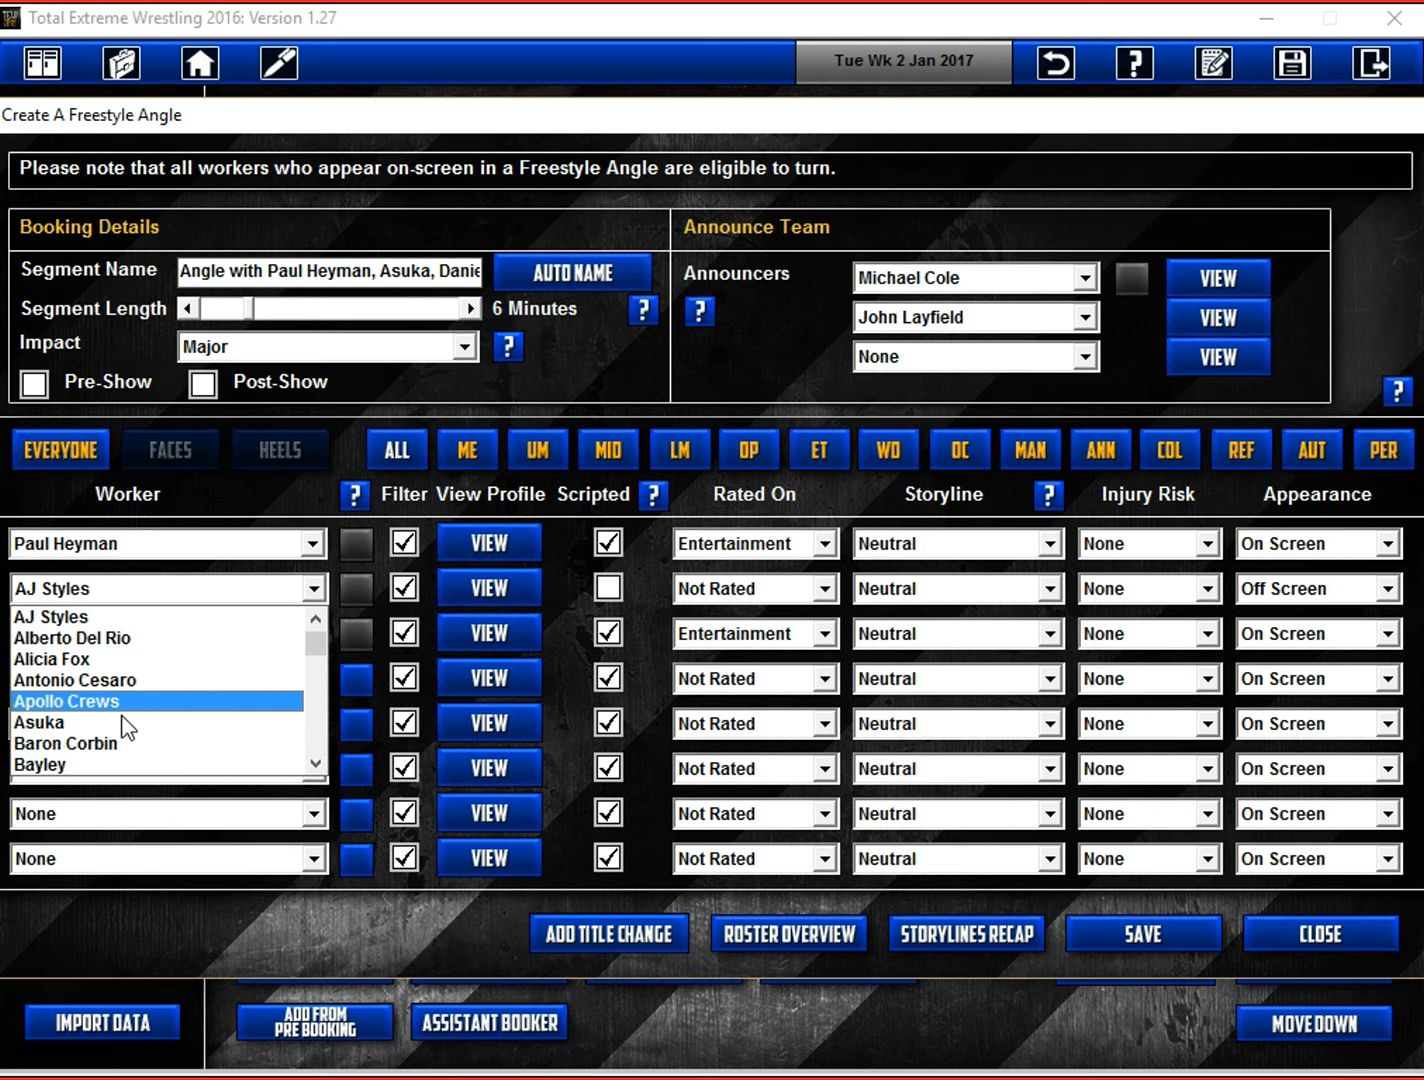 Total Extreme Wrestling 2016: Version 1.27
Tue Wk 2 Jan 2017
?
Create A Freestyle Angle
Please note that all workers who appear on-screen in a Freestyle Angle are eligible to turn.
Booking Details
Announce Team
Segment Name Angle with Paul Heyman, Asuka, Danie AUTO NAME
Announcers Michael Cole VIEW
Segment Length 6 Minutes ?
? John Layfield VIEW
Impact Major ?
None VIEW
Pre-Show Post-Show
?
EVERYONE FACES HEELS ALL ME UM MID LM OP ET WO OC MAN ANN COL REF AUT PER
Worker ? Filter View Profile Scripted ? Rated On Storyline ? Injury Risk Appearance
Paul Heyman VIEW Entertainment Neutral None On Screen
AJ Styles VIEW Not Rated Neutral None Off Screen
AJ Styles
Alberto Del Rio
VIEW Entertainment Neutral None On Screen
Alicia Fox
Antonio Cesaro
VIEW Not Rated Neutral None On Screen
Apollo Crews
Asuka
VIEW Not Rated Neutral None On Screen
Baron Corbin
Bayley
VIEW Not Rated Neutral None On Screen
None VIEW Not Rated Neutral None On Screen
None VIEW Not Rated Neutral None On Screen
ADD TITLE CHANGE ROSTER OVERVIEW STORYLINES RECAP SAVE CLOSE
IMPORT DATA
ADD FROM
PRE BOOKING
ASSISTANT BOOKER
MOVE DOWN